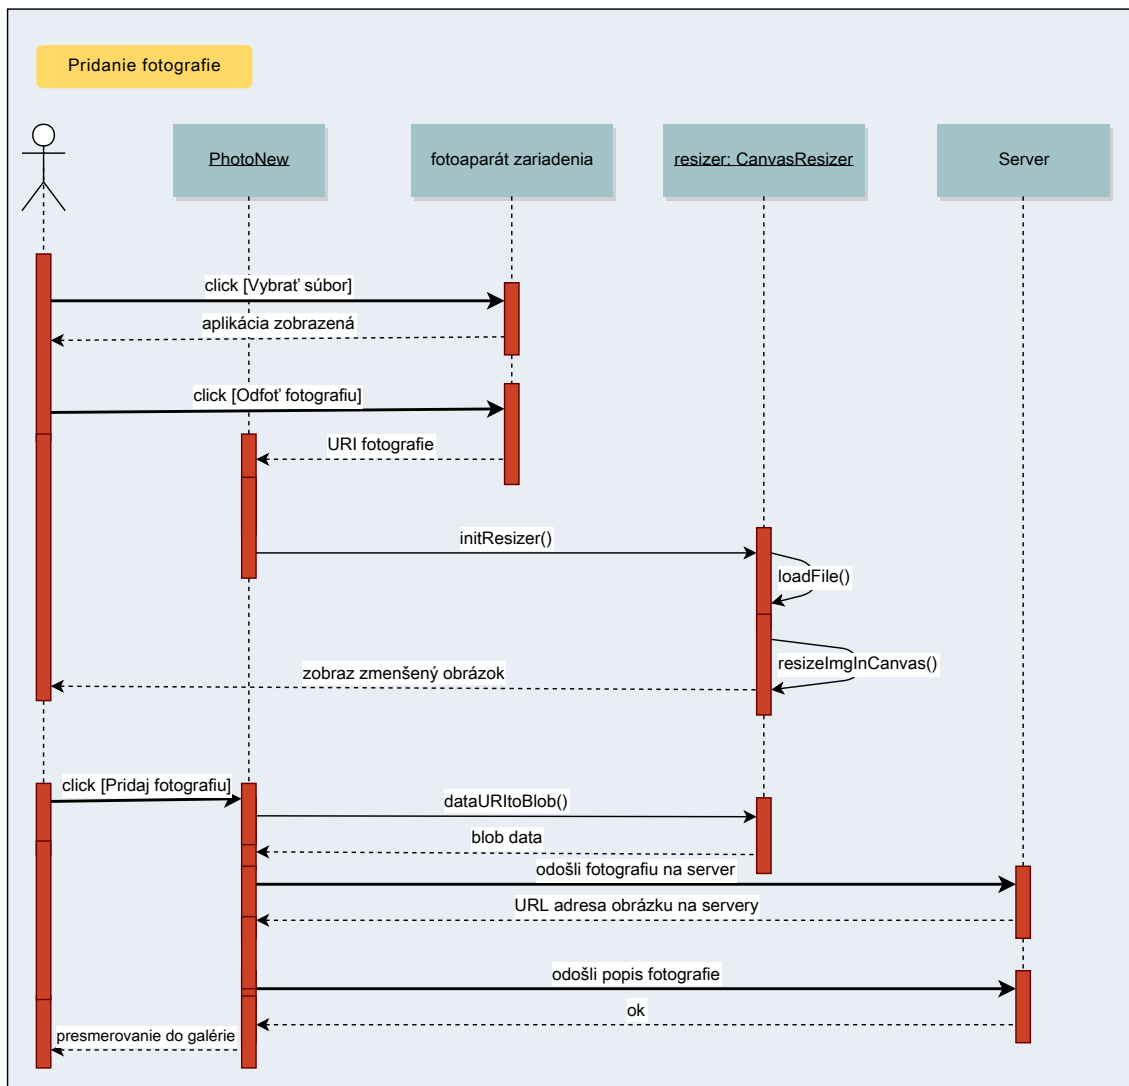 Pridanie fotografie
PhotoNew
fotoaparát zariadenia
resizer: CanvasResizer
Server
click [Vybrať súbor]
aplikácia zobrazená
click [Odfoť fotografiu]
URI fotografie
initResizer()
loadFile()
resizeImgInCanvas()
zobraz zmenšený obrázok
click [Pridaj fotografiu]
dataURItoBlob()
blob data
odošli fotografiu na server
URL adresa obrázku na servery
odošli popis fotografie
ok
presmerovanie do galérie